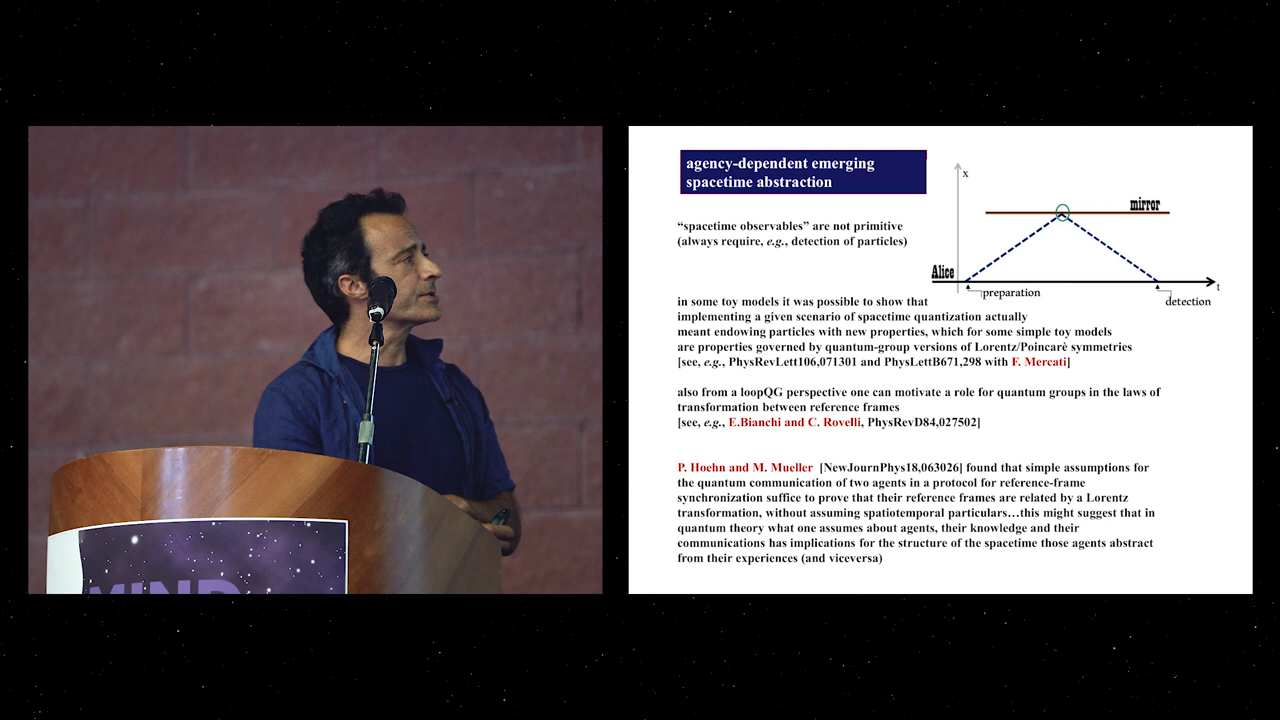 agency-dependent emerging
spacetime abstraction
x
mirror
“spacetime observables” are not primitive
(always require, e.g., detection of particles)
Alice
t
preparation
detection
in some toy models it was possible to show that
implementing a given scenario of spacetime quantization actually
meant endowing particles with new properties, which for some simple toy models
are properties governed by quantum-group versions of Lorentz/Poincarè symmetries
[see, e.g., PhysRevLett106,071301 and PhysLettB671,298 with F. Mercati]
also from a loopQG perspective one can motivate a role for quantum groups in the laws of
transformation between reference frames
[see, e.g., E.Bianchi and C. Rovelli, PhysRevD84,027502]
P. Hoehn and M. Mueller [NewJournPhys18,063026] found that simple assumptions for
the quantum communication of two agents in a protocol for reference-frame
synchronization suffice to prove that their reference frames are related by a Lorentz
transformation, without assuming spatiotemporal particulars…this might suggest that in
quantum theory what one assumes about agents, their knowledge and their
communications has implications for the structure of the spacetime those agents abstract
from their experiences (and viceversa)
MIND